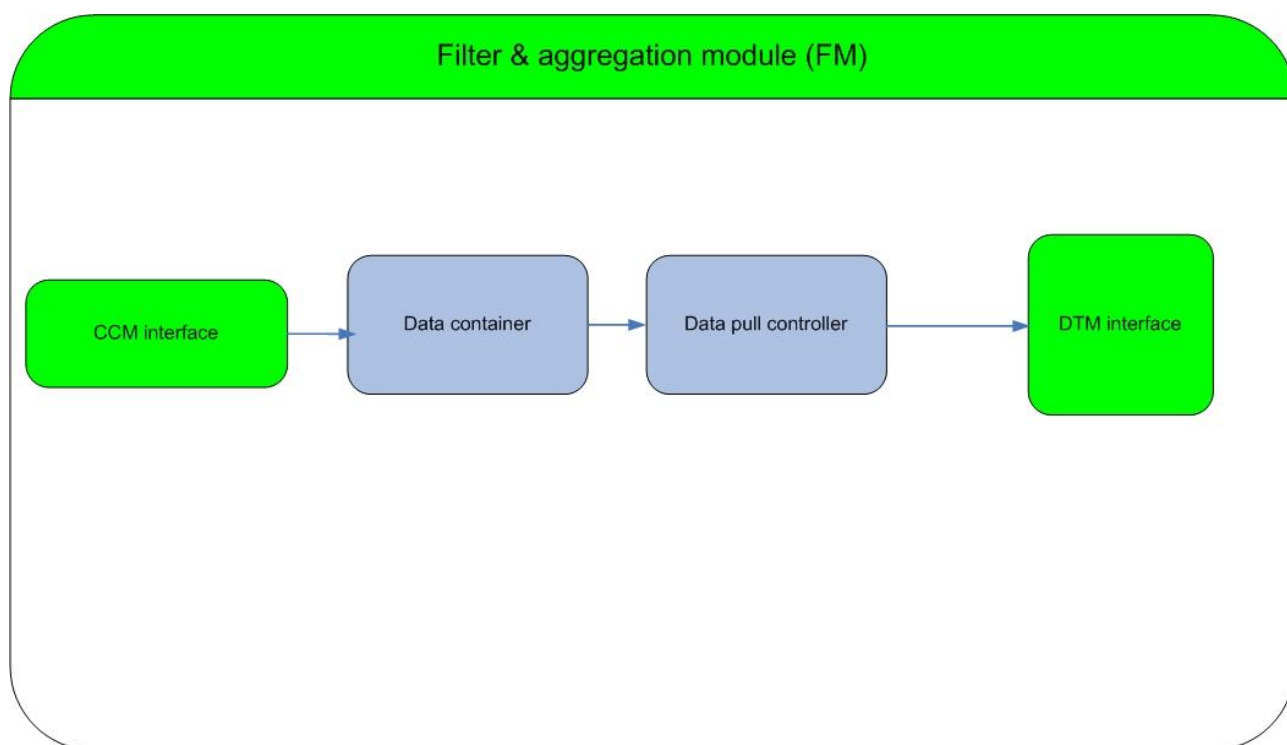 Filter & aggregation module (FM)
CCM interface
Data container
Data pull controller
DTM interface